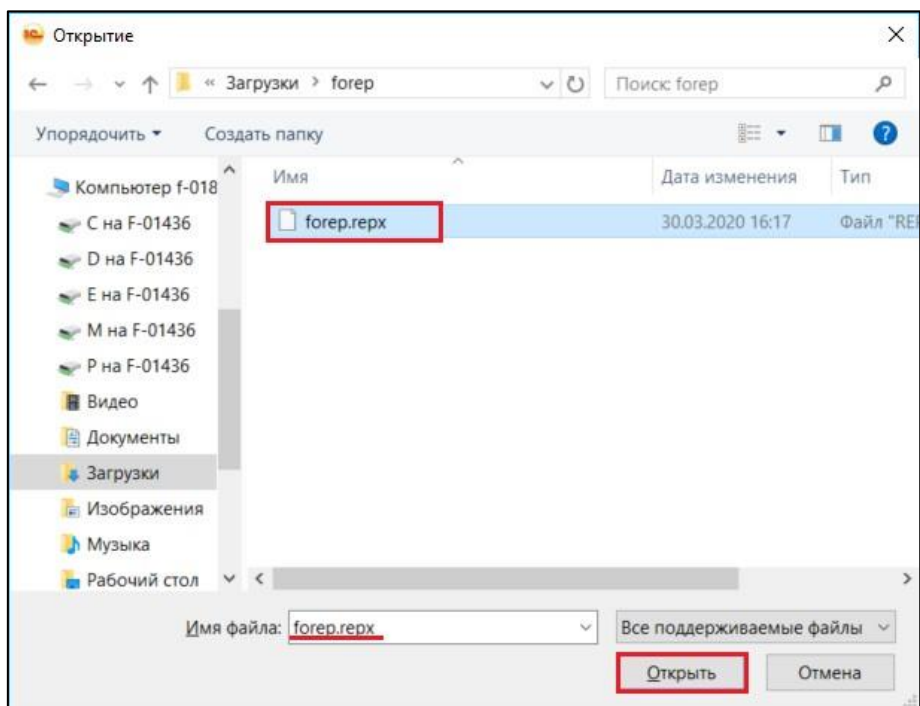 Открытие
« Загрузки > forep
Поиск: forep
Упорядочить
Создать папку
Компьютер f-018
C на F-01436
D на F-01436
E на F-01436
M на F-01436
P на F-01436
Видео
Документы
Загрузки
Изображения
Музыка
Рабочий стол
Имя
Дата изменения
Тип
forep.repx
30.03.2020 16:17
Файл "REF
Имя файла: forep.repx
Все поддерживаемые файлы
Открыть
Отмена